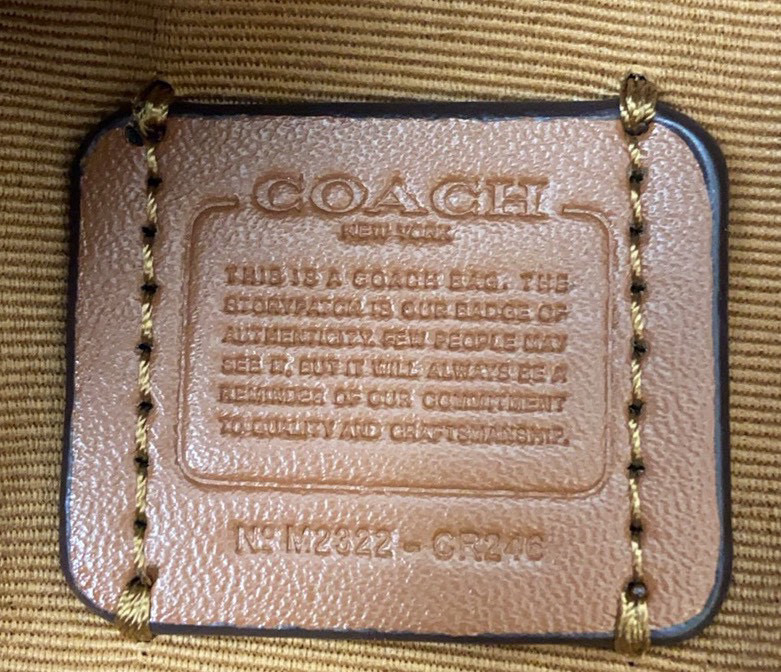 COACH
NEW YORK
THIS IS A COACH BAG. THE
STORYPATCH IS OUR BADGE OF
AUTHENTICITY. FEW PEOPLE MAY
SEE IT, BUT IT WILL ALWAYS BE A
REMINDER OF OUR COMMITMENT
TO QUALITY AND CRAFTSMANSHIP.
Nº M2322 - CR246